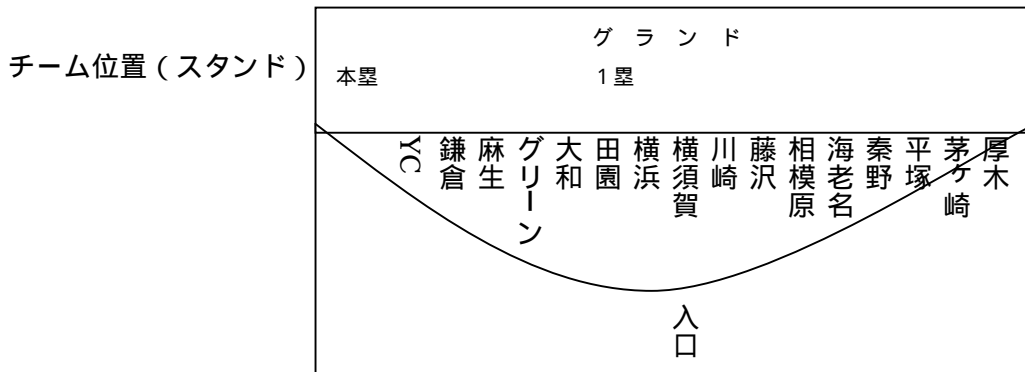 グランド
チーム位置（スタンド）
本塁
1塁
YC
鎌倉
麻生
グリーン
大和
田園
横浜
横須賀
川崎
藤沢
相模原
海老名
秦野
平塚
茅ヶ崎
厚木
入口